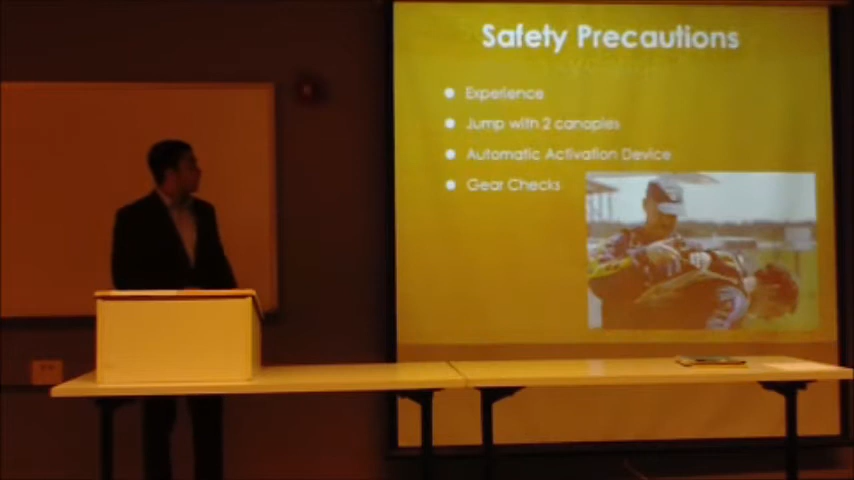 Safety Precautions
Experience
Jump with 2 canopies
Automatic Activation Device
Gear Checks